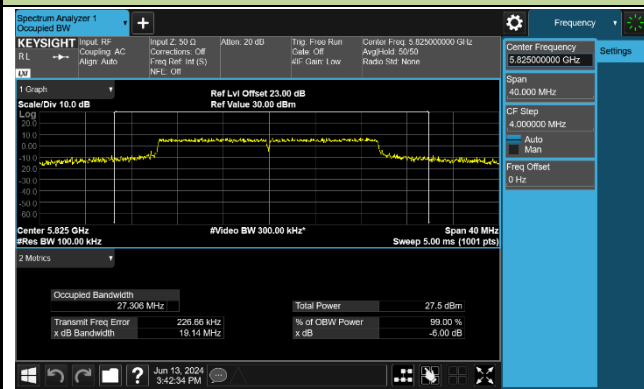 Spectrum Analyzer 1
Occupied BW
Frequency
KEYSIGHT
Input: RF
Coupling: AC
Align: Auto
Input Z: 50 Ω
Corrections: Off
Freq Ref: Int (S)
NFE: Off
Atten: 20 dB
Trig: Free Run
Gate: Off
#IF Gain: Low
Center Freq: 5.825000000 GHz
Avg|Hold: 50/50
Radio Std: None
RL
LXI
Center Frequency
5.825000000 GHz
Settings
Span
40.000 MHz
CF Step
4.000000 MHz
Auto
Man
Freq Offset
0 Hz
1 Graph
Scale/Div 10.0 dB
Ref Lvl Offset 23.00 dB
Ref Value 30.00 dBm
Log
20.0
10.0
0.00
-10.0
-20.0
-30.0
-40.0
-50.0
-60.0
Center 5.825 GHz
#Res BW 100.00 kHz
#Video BW 300.00 kHz*
Span 40 MHz
Sweep 5.00 ms (1001 pts)
2 Metrics
Occupied Bandwidth
27.306 MHz
Total Power 27.5 dBm
Transmit Freq Error 226.66 kHz
% of OBW Power 99.00 %
x dB Bandwidth 19.14 MHz
x dB -6.00 dB
Jun 13, 2024
3:42:34 PM